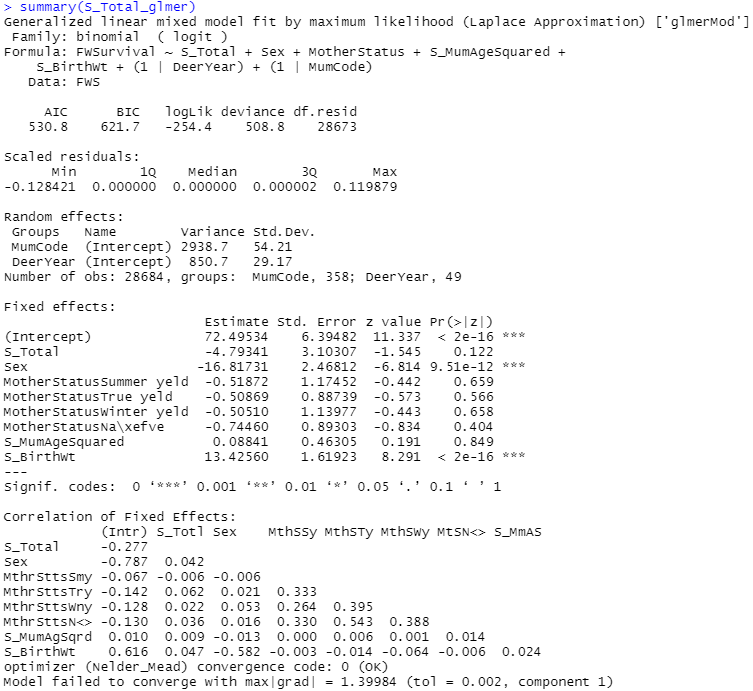 > summary(S_Total_glmer)
Generalized linear mixed model fit by maximum likelihood (Laplace Approximation) ['glmerMod']
 Family: binomial  ( logit )
Formula: FWSurvival ~ S_Total + Sex + MotherStatus + S_MumAgeSquared +
    S_BirthWt + (1 | DeerYear) + (1 | MumCode)
   Data: FWS

     AIC      BIC   logLik deviance df.resid
   530.8    621.7   -254.4    508.8    28673

Scaled residuals:
      Min        1Q    Median        3Q       Max
-0.128421  0.000000  0.000000  0.000002  0.119879

Random effects:
 Groups   Name        Variance Std.Dev.
 MumCode  (Intercept) 2938.7   54.21
 DeerYear (Intercept)  850.7   29.17
Number of obs: 28684, groups:  MumCode, 358; DeerYear, 49

Fixed effects:
                         Estimate Std. Error z value Pr(>|z|)
(Intercept)              72.49534    6.39482  11.337  < 2e-16 ***
S_Total                  -4.79341    3.10307  -1.545    0.122
Sex                     -16.81731    2.46812  -6.814 9.51e-12 ***
MotherStatusSummer yeld  -0.51872    1.17452  -0.442    0.659
MotherStatusTrue yeld    -0.50869    0.88739  -0.573    0.566
MotherStatusWinter yeld  -0.50510    1.13977  -0.443    0.658
MotherStatusNa\xefve     -0.74460    0.89303  -0.834    0.404
S_MumAgeSquared           0.08841    0.46305   0.191    0.849
S_BirthWt                13.42560    1.61923   8.291  < 2e-16 ***
---
Signif. codes:  0 ‘***’ 0.001 ‘**’ 0.01 ‘*’ 0.05 ‘.’ 0.1 ‘ ’ 1

Correlation of Fixed Effects:
            (Intr) S_Totl Sex    MthSSy MthSTy MthSWy MtSN<> S_MmAS
S_Total     -0.277
Sex         -0.787  0.042
MthrSttsSmy -0.067 -0.006 -0.006
MthrSttsTry -0.142  0.062  0.021  0.333
MthrSttsWny -0.128  0.022  0.053  0.264  0.395
MthrSttsN<> -0.130  0.036  0.016  0.330  0.543  0.388
S_MumAgSqrd  0.010  0.009 -0.013  0.000  0.006  0.001  0.014
S_BirthWt    0.616  0.047 -0.582 -0.003 -0.014 -0.064 -0.006  0.024
optimizer (Nelder_Mead) convergence code: 0 (OK)
Model failed to converge with max|grad| = 1.39984 (tol = 0.002, component 1)